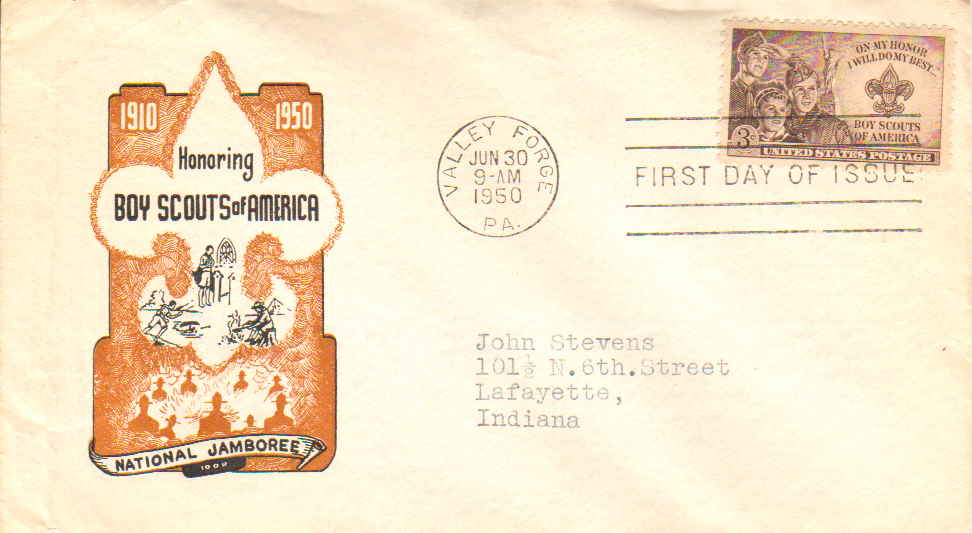 1910 1950
Honoring
BOY SCOUTS of AMERICA
NATIONAL JAMBOREE
VALLEY FORGE
JUN 30
9-AM
1950
PA.
ON MY HONOR
I WILL DO MY BEST...
BOY SCOUTS
OF AMERICA
3¢
UNITED STATES POSTAGE
FIRST DAY OF ISSUE
John Stevens
101½ N.6th.Street
Lafayette,
Indiana